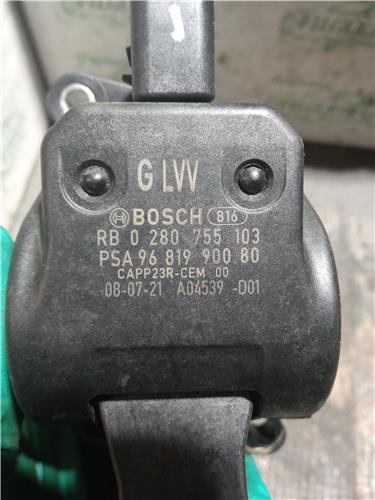 G LVV
BOSCH 816
RB 0 280 755 103
PSA 96 819 900 80
CAPP23R-CEM 00
08-07-21 A04539 -D01